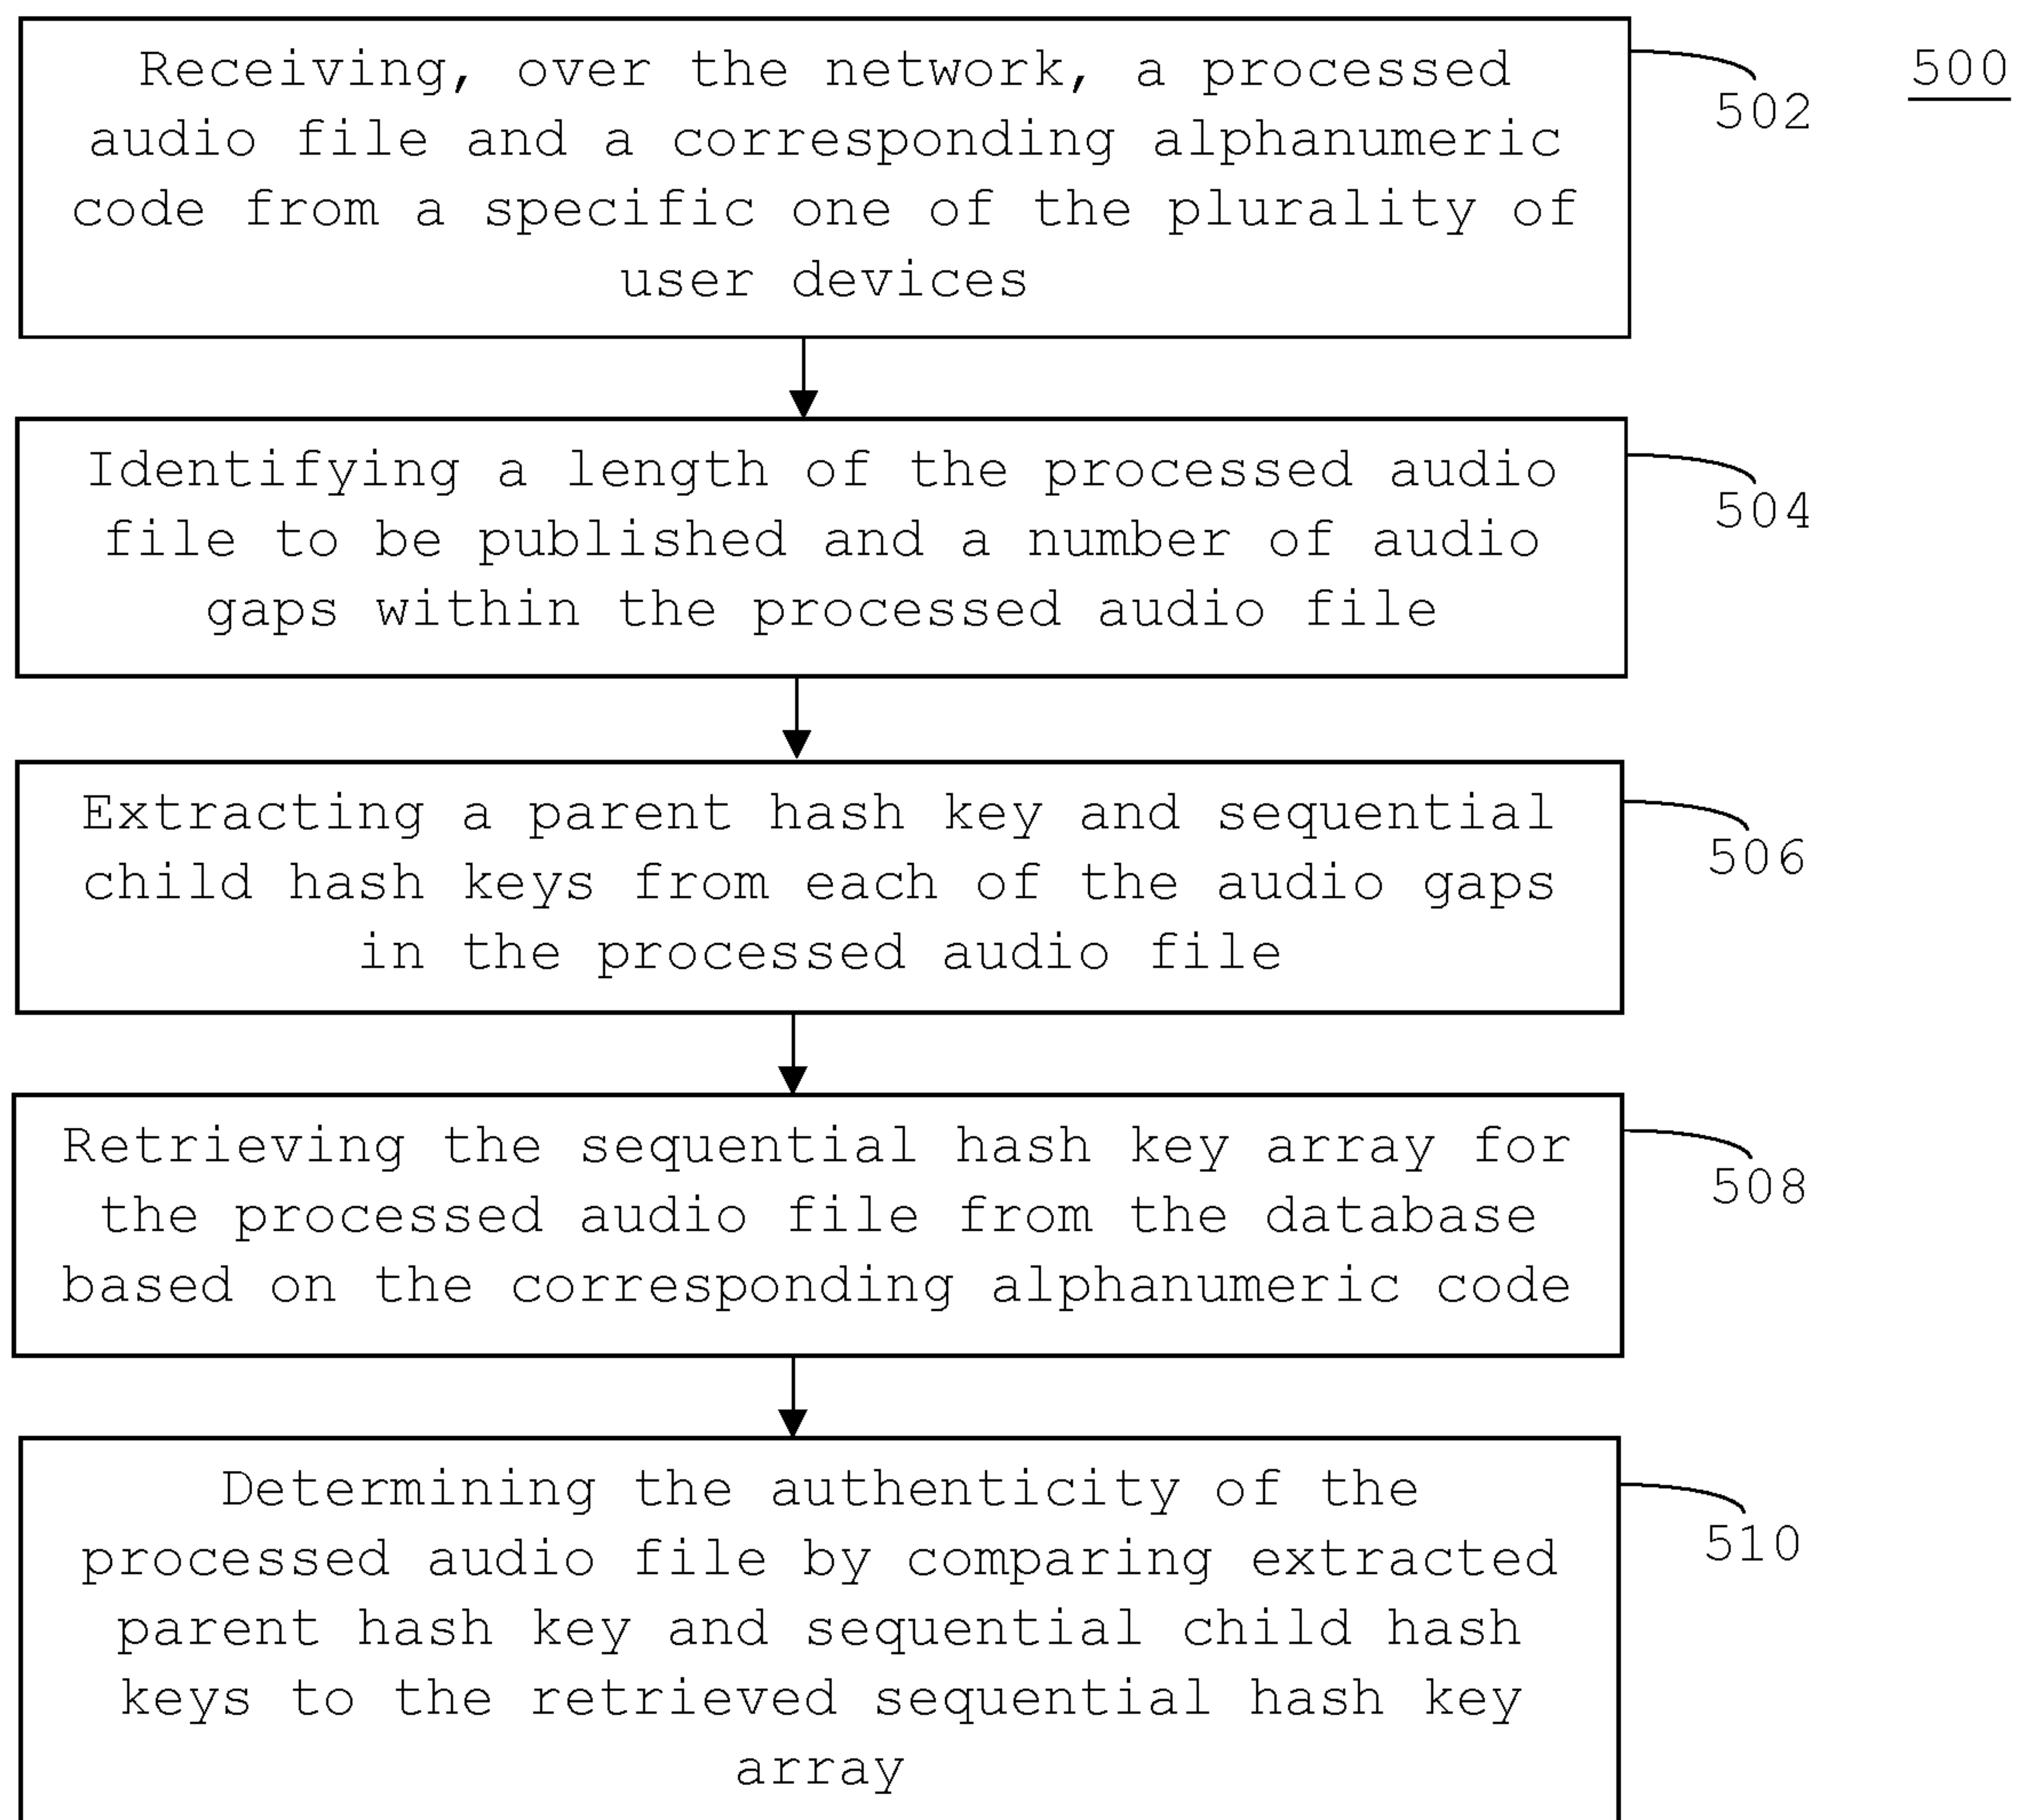 Receiving, over the network, a processed
audio file and a corresponding alphanumeric
code from a specific one of the plurality of
user devices
502
500
Identifying a length of the processed audio
file to be published and a number of audio
gaps within the processed audio file
504
Extracting a parent hash key and sequential
child hash keys from each of the audio gaps
in the processed audio file
506
Retrieving the sequential hash key array for
the processed audio file from the database
based on the corresponding alphanumeric code
508
Determining the authenticity of the
processed audio file by comparing extracted
parent hash key and sequential child hash
keys to the retrieved sequential hash key
array
510